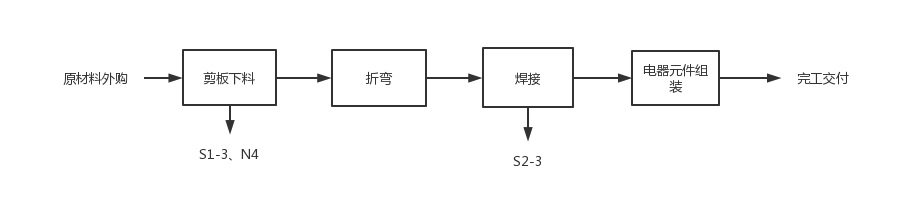 原材料外购
剪板下料
折弯
焊接
电器元件组
装
完工交付
S1-3、N4
S2-3